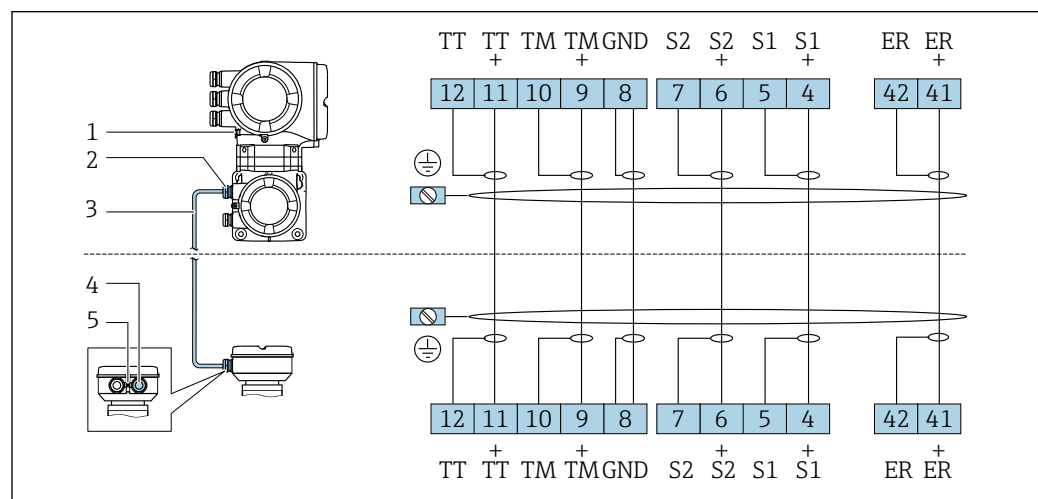 TT TT TM TM GND S2 S2 S1 S1 ER ER
+ + + + +
12 11 10 9 8 7 6 5 4 42 41
1
2
3
4
5
12 11 10 9 8 7 6 5 4 42 41
+ + + + +
TT TT TM TM GND S2 S2 S1 S1 ER ER